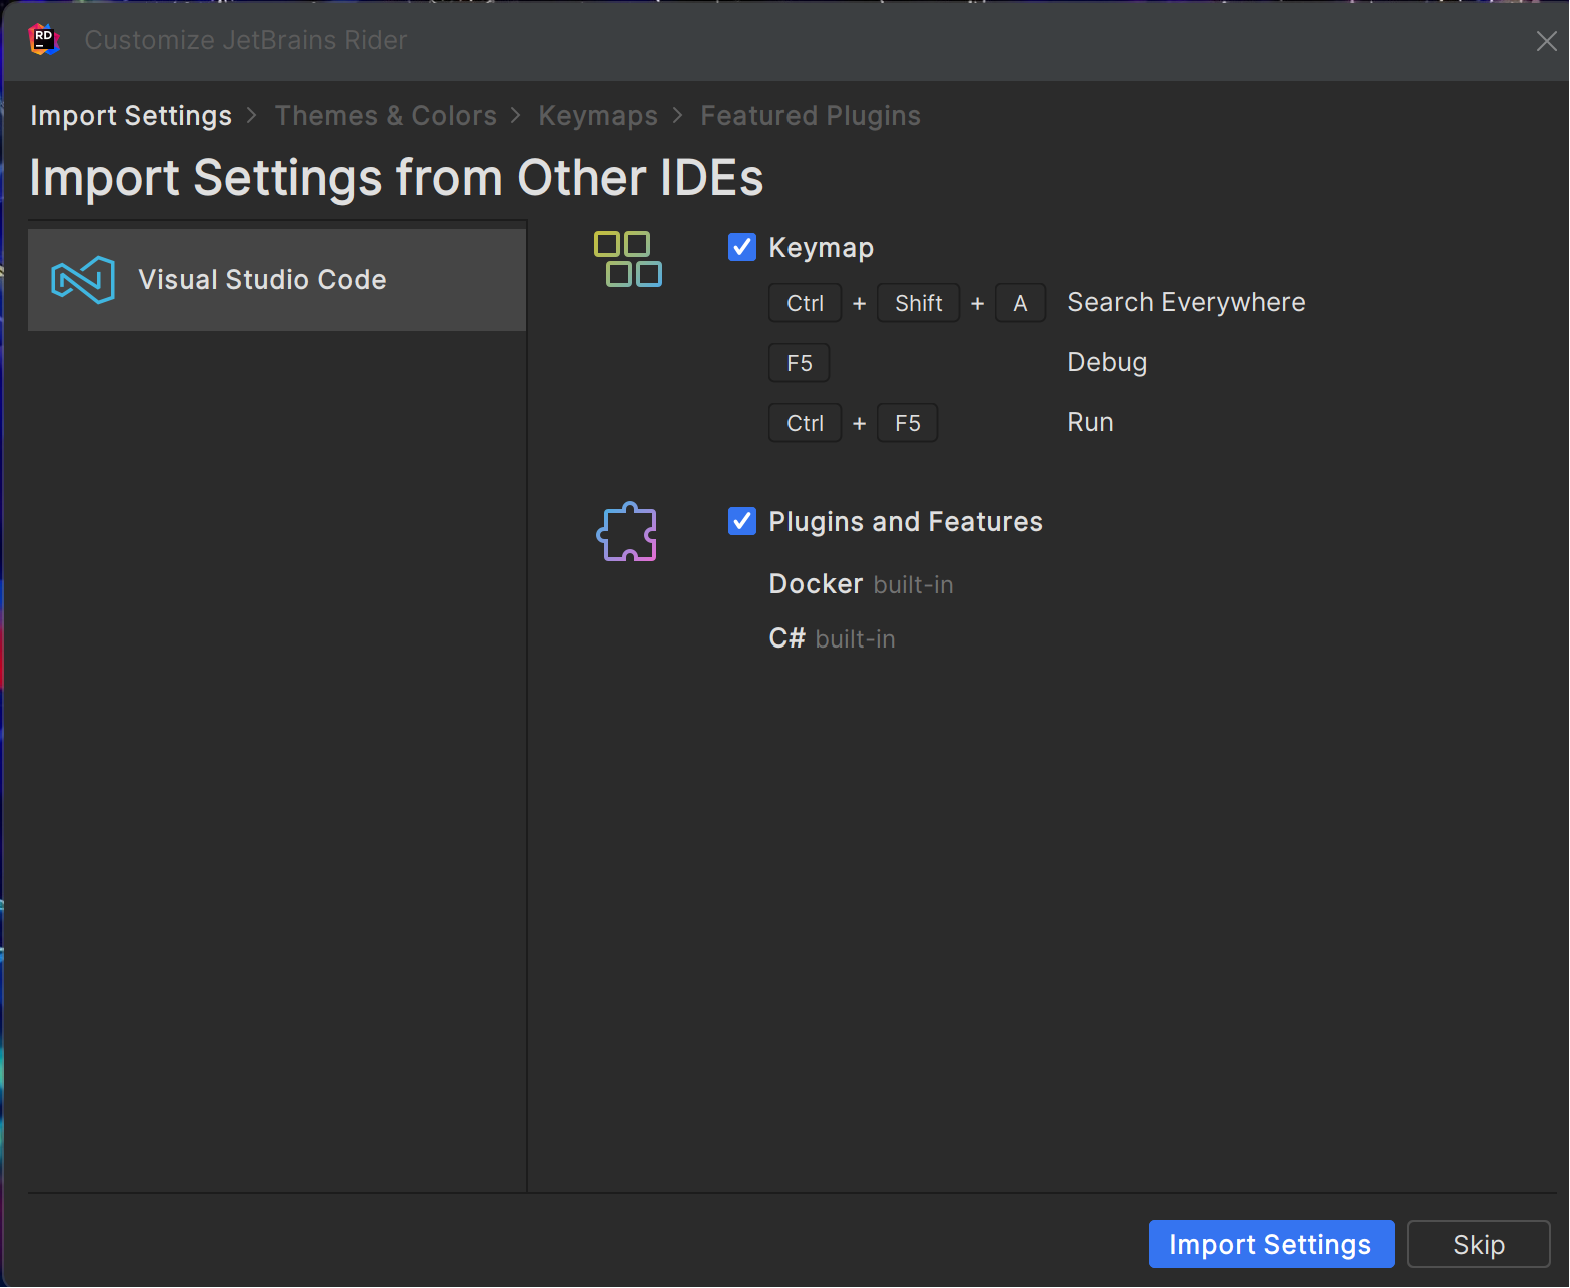 RD
Customize JetBrains Rider
Import Settings > Themes & Colors > Keymaps > Featured Plugins
Import Settings from Other IDEs
Visual Studio Code
Keymap
Ctrl + Shift + A Search Everywhere
F5 Debug
Ctrl + F5 Run
Plugins and Features
Docker built-in
C# built-in
Import Settings
Skip